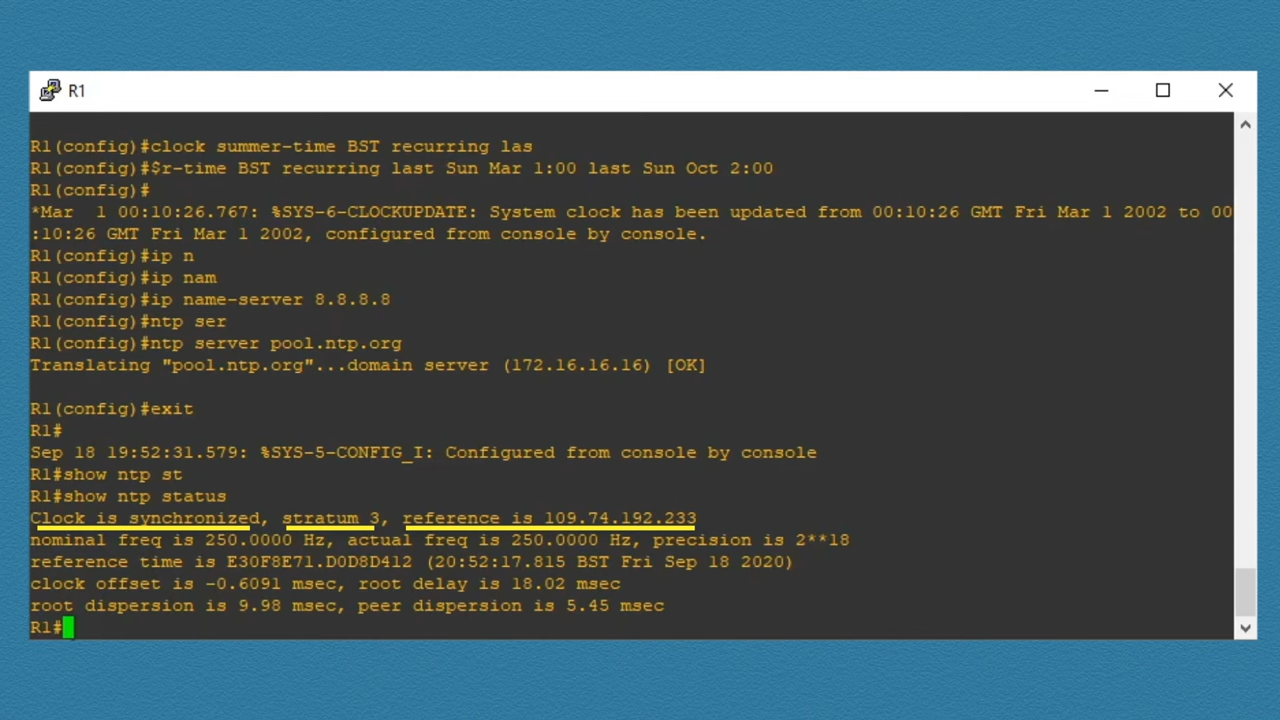 R1
R1(config)#clock summer-time BST recurring las
R1(config)#$r-time BST recurring last Sun Mar 1:00 last Sun Oct 2:00
R1(config)#
*Mar  1 00:10:26.767: %SYS-6-CLOCKUPDATE: System clock has been updated from 00:10:26 GMT Fri Mar 1 2002 to 00
:10:26 GMT Fri Mar 1 2002, configured from console by console.
R1(config)#ip n
R1(config)#ip nam
R1(config)#ip name-server 8.8.8.8
R1(config)#ntp ser
R1(config)#ntp server pool.ntp.org
Translating "pool.ntp.org"...domain server (172.16.16.16) [OK]
R1(config)#exit
R1#
Sep 18 19:52:31.579: %SYS-5-CONFIG_I: Configured from console by console
R1#show ntp st
R1#show ntp status
Clock is synchronized, stratum 3, reference is 109.74.192.233
nominal freq is 250.0000 Hz, actual freq is 250.0000 Hz, precision is 2**18
reference time is E30F8E71.D0D8D412 (20:52:17.815 BST Fri Sep 18 2020)
clock offset is -0.6091 msec, root delay is 18.02 msec
root dispersion is 9.98 msec, peer dispersion is 5.45 msec
R1#